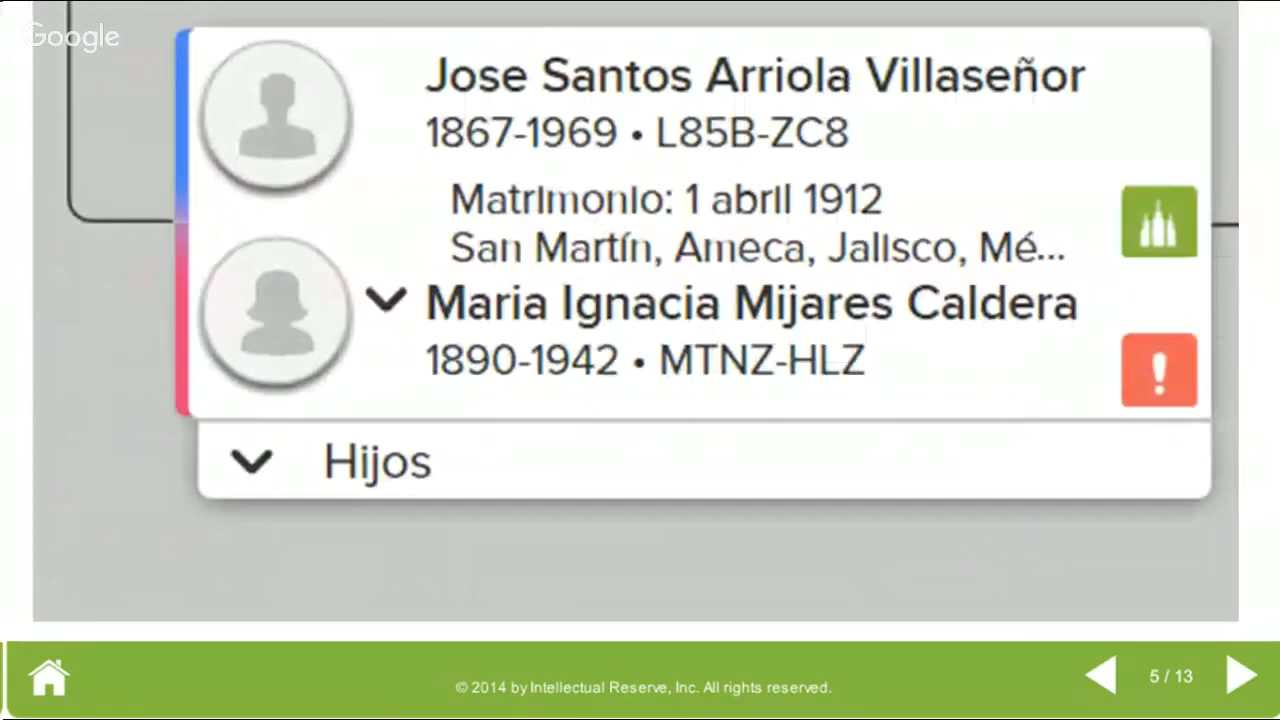 Google
Jose Santos Arriola Villaseñor
1867-1969 • L85B-ZC8
Matrimonio: 1 abril 1912
San Martín, Ameca, Jalisco, Mé...
Maria Ignacia Mijares Caldera
1890-1942 • MTNZ-HLZ
Hijos
© 2014 by Intellectual Reserve, Inc. All rights reserved.
5 / 13